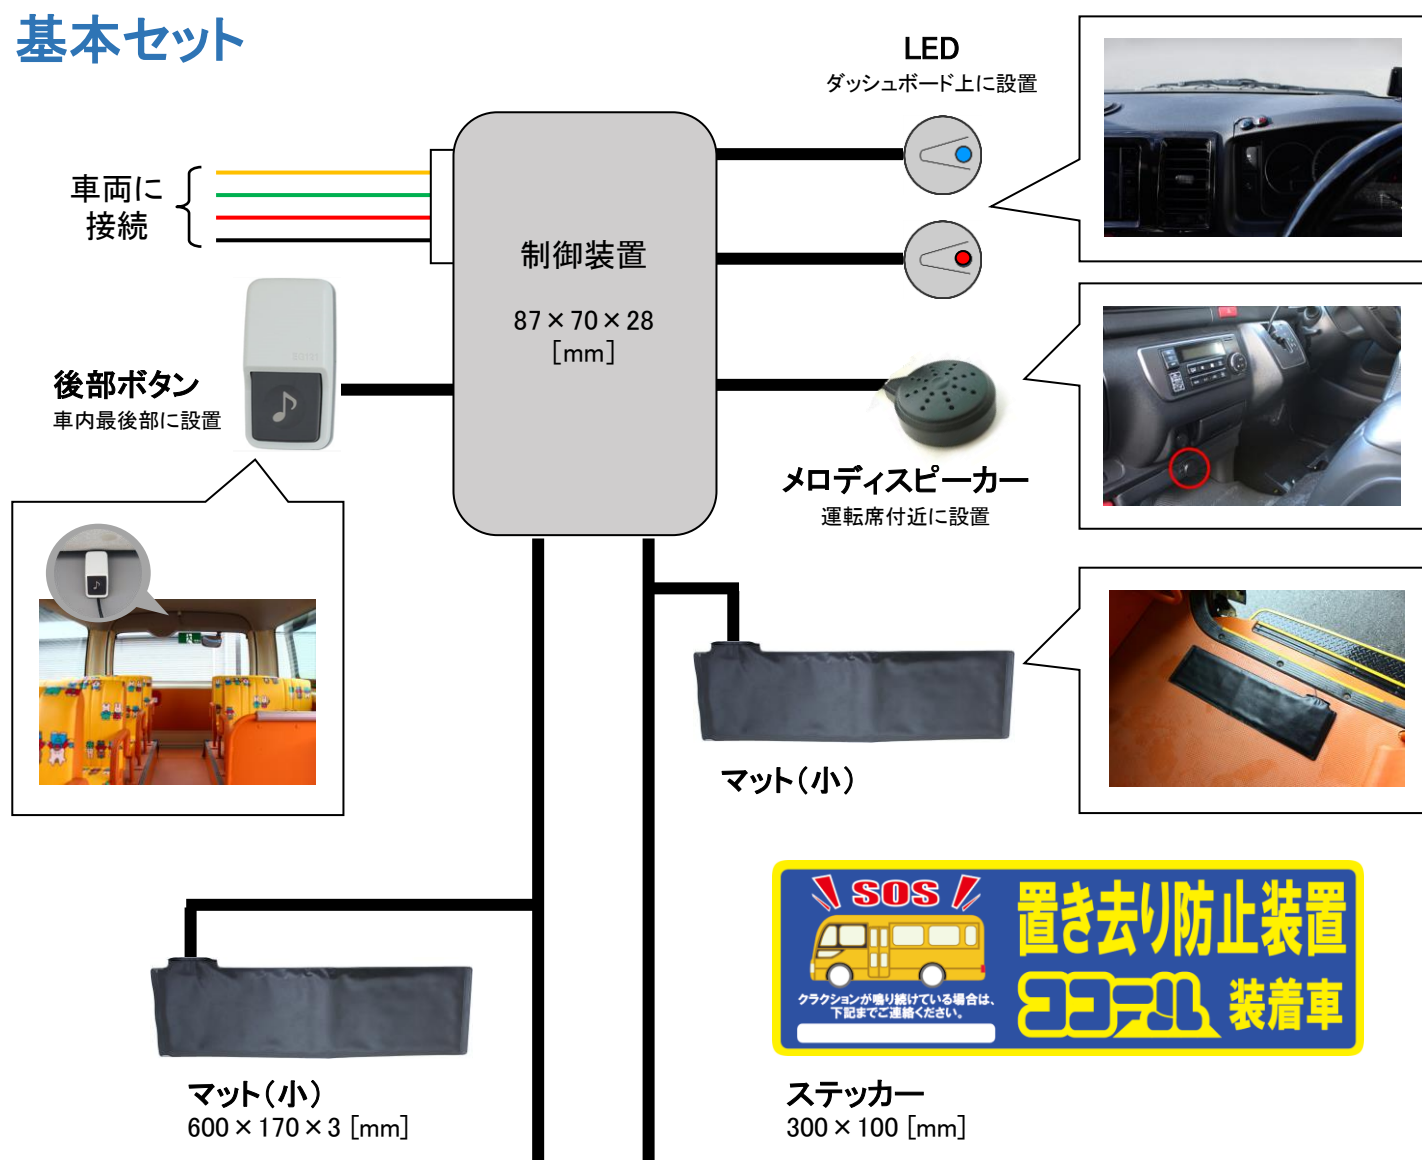 基本セット
LED
ダッシュボード上に設置
車両に
接続
制御装置
87×70×28
[mm]
後部ボタン
車内最後部に設置
メロディスピーカー
運転席付近に設置
マット(小)
SOS
置き去り防止装置
クラクションが鳴り続けている場合は、
下記までご連絡ください。
ココテール 装着車
マット(小)
600×170×3 [mm]
ステッカー
300×100 [mm]